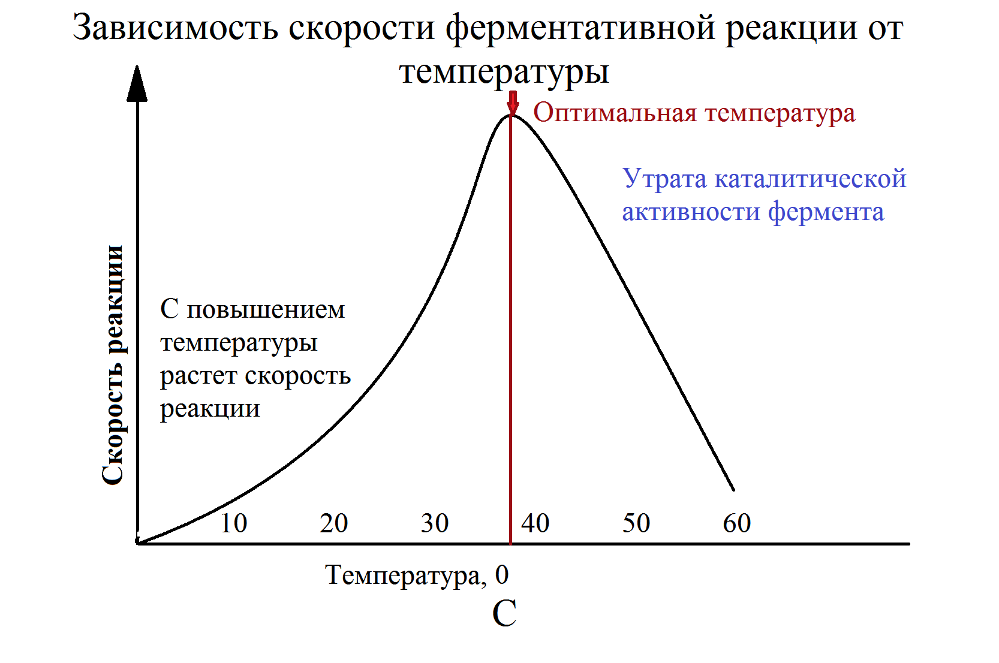 Зависимость скорости ферментативной реакции от
температуры
Оптимальная температура
Утрата каталитической
активности фермента
Скорость реакции
С повышением
температуры
растет скорость
реакции
10 20 30 40 50 60
Температура, 0
С